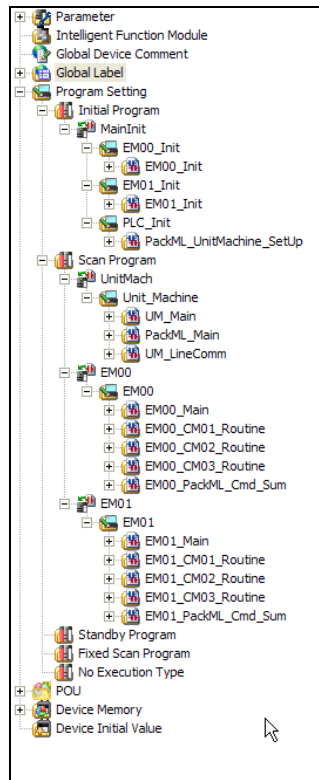 Parameter
Intelligent Function Module
Global Device Comment
Global Label
Program Setting
Initial Program
MainInit
EM00_Init
EM00_Init
EM01_Init
EM01_Init
PLC_Init
PackML_UnitMachine_SetUp
Scan Program
UnitMach
Unit_Machine
UM_Main
PackML_Main
UM_LineComm
EM00
EM00
EM00_Main
EM00_CM01_Routine
EM00_CM02_Routine
EM00_CM03_Routine
EM00_PackML_Cmd_Sum
EM01
EM01
EM01_Main
EM01_CM01_Routine
EM01_CM02_Routine
EM01_CM03_Routine
EM01_PackML_Cmd_Sum
Standby Program
Fixed Scan Program
No Execution Type
POU
Device Memory
Device Initial Value